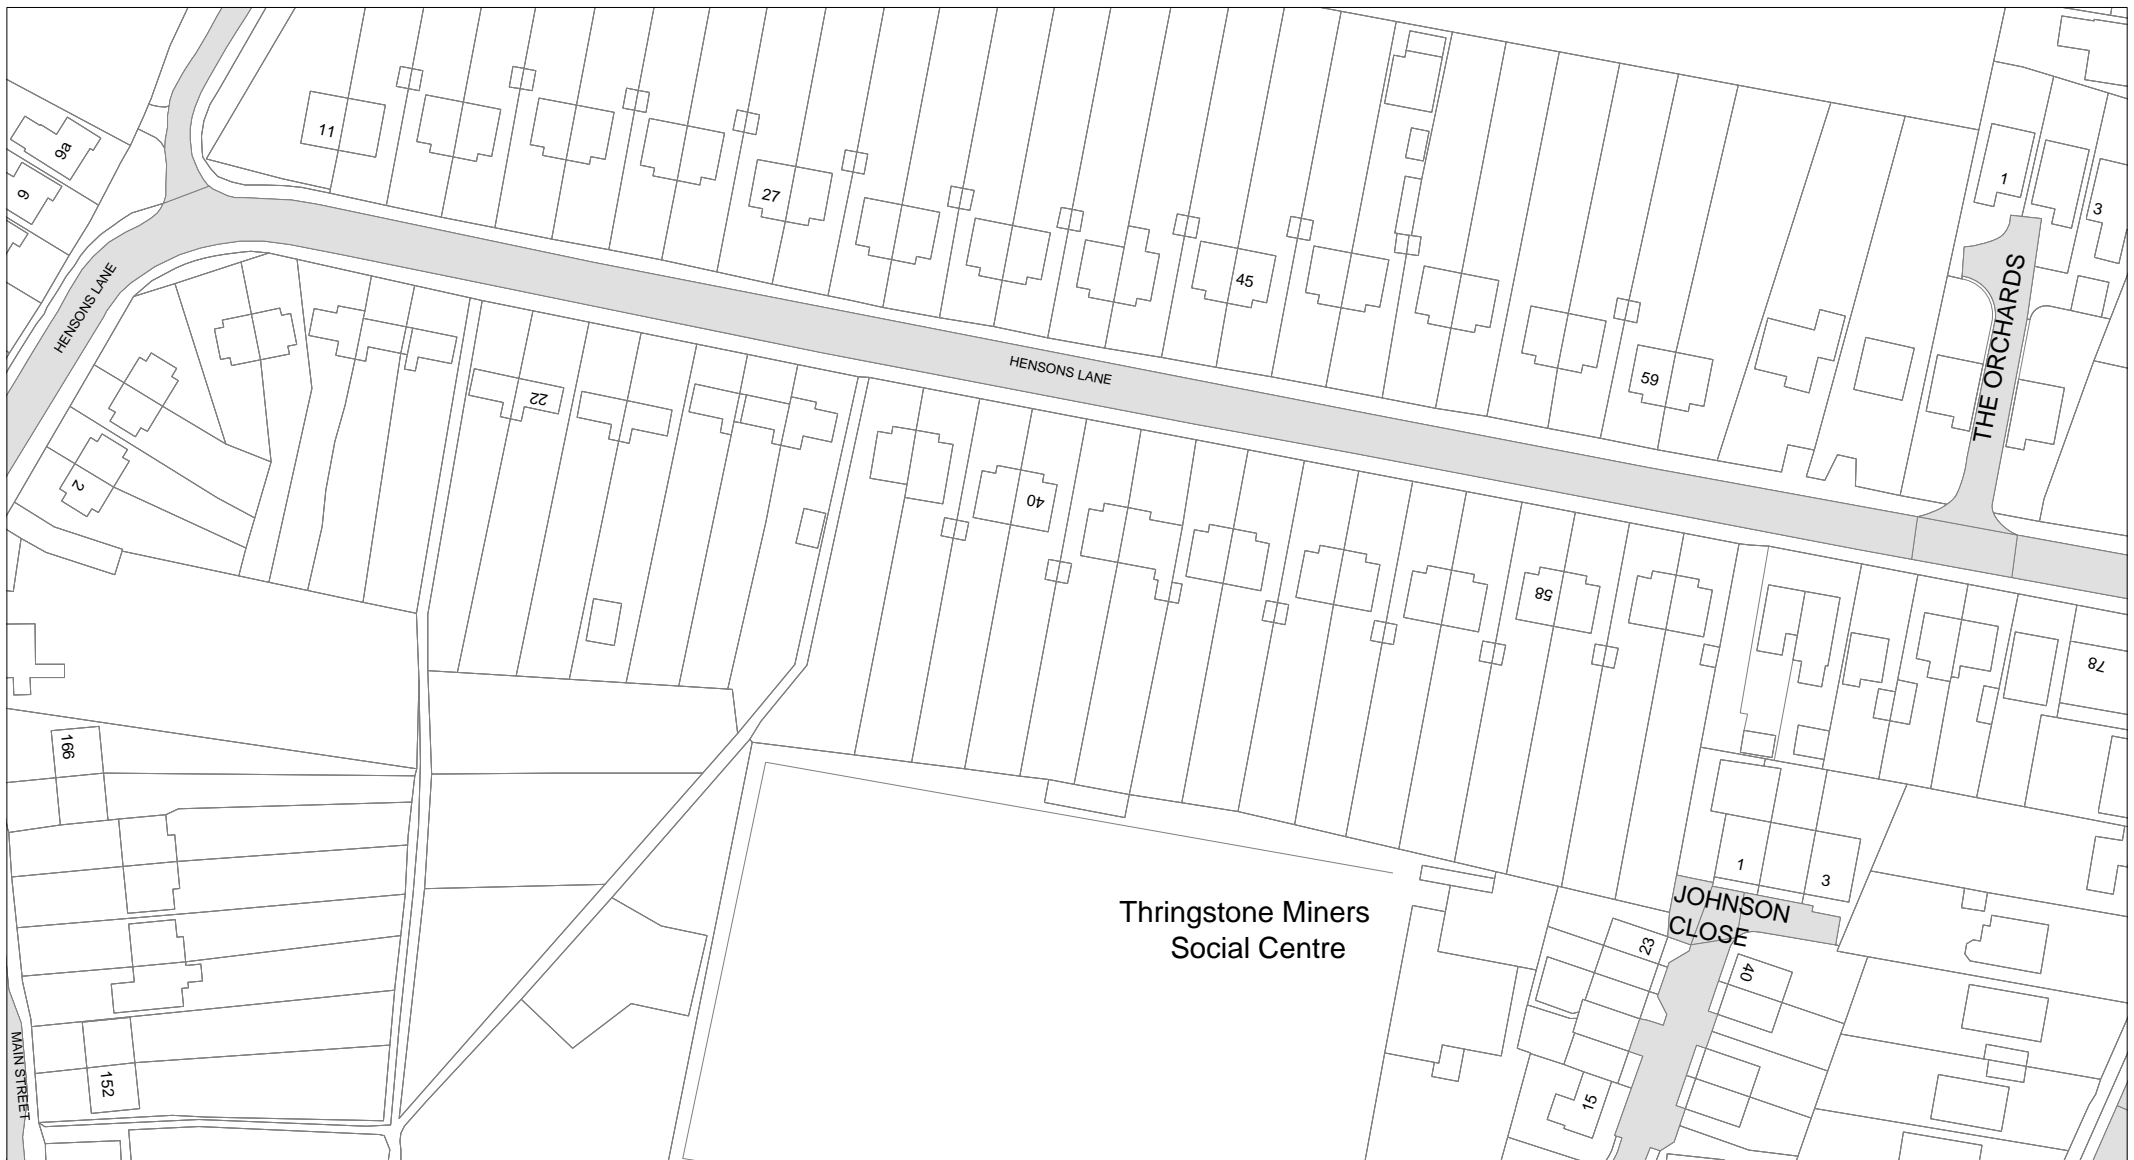 11
9a
9
1
3
27
45
HENSONS LANE
THE ORCHARDS
HENSONS LANE
59
22
2
40
58
78
166
1
3
JOHNSON
CLOSE
Thringstone Miners
Social Centre
23
40
MAIN STREET
152
15